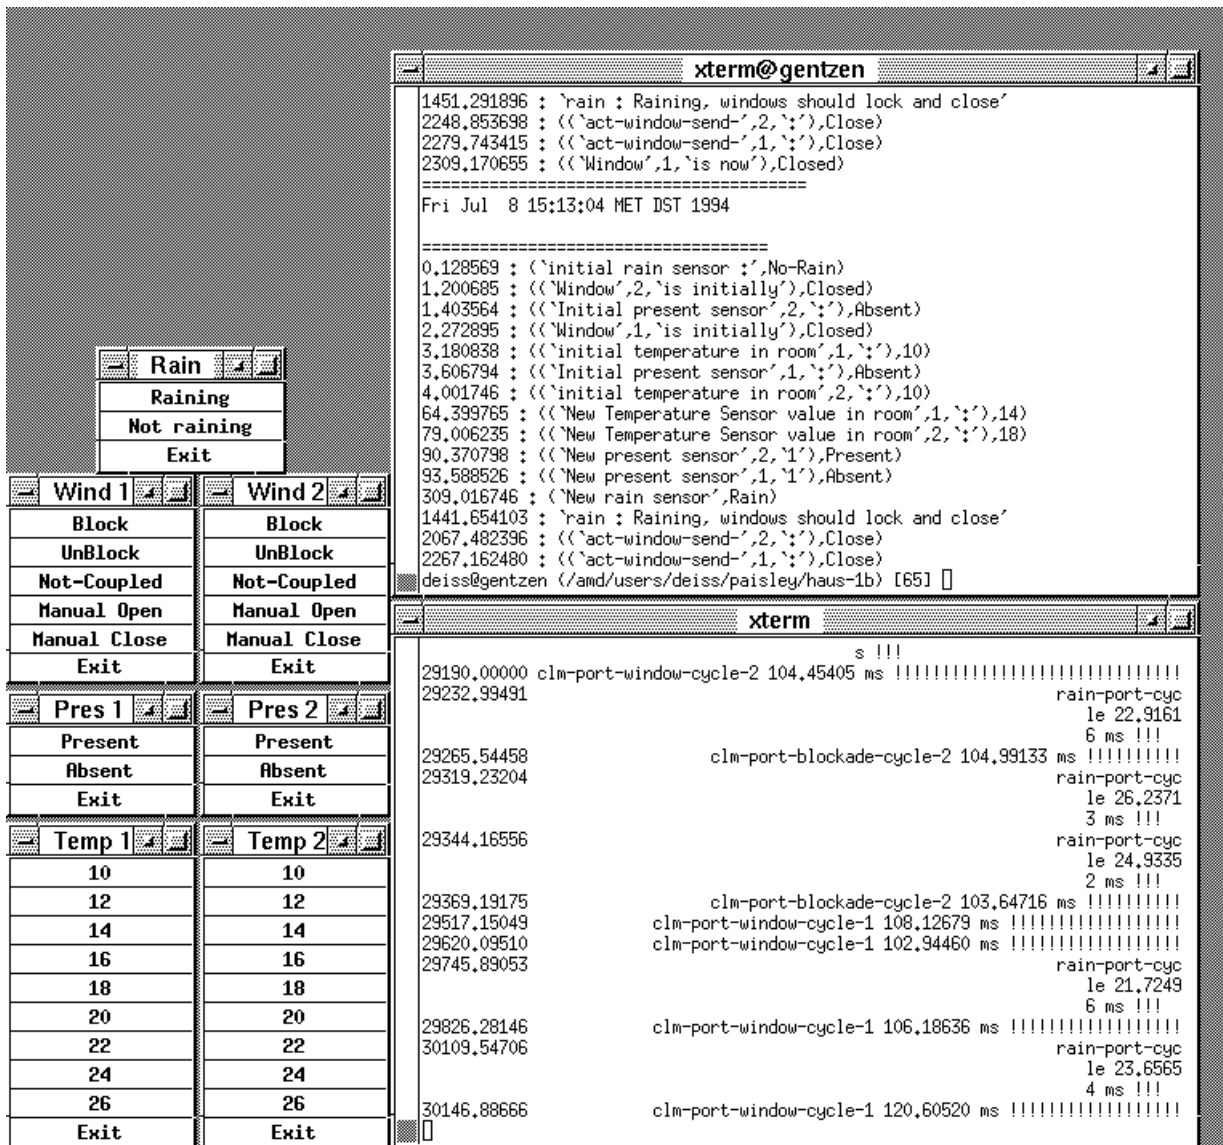 xterm@gentzen
1451.291896 : `rain : Raining, windows should lock and close´
2248.853698 : ((`act-window-send-´,2,`:´),Close)
2279.743415 : ((`act-window-send-´,1,`:´),Close)
2309.170655 : ((`Window´,1,`is now´),Closed)
========================================
Fri Jul  8 15:13:04 MET DST 1994
====================================
0.128569 : (`initial rain sensor :´,No-Rain)
1.200685 : ((`Window´,2,`is initially´),Closed)
1.403564 : ((`Initial present sensor´,2,`:´),Absent)
2.272895 : ((`Window´,1,`is initially´),Closed)
3.180838 : ((`initial temperature in room´,1,`:´),10)
3.606794 : ((`Initial present sensor´,1,`:´),Absent)
4.001746 : ((`initial temperature in room´,2,`:´),10)
64.399765 : ((`New Temperature Sensor value in room´,1,`:´),14)
79.006235 : ((`New Temperature Sensor value in room´,2,`:´),18)
90.370798 : ((`New present sensor´,2,`1´),Present)
93.588526 : ((`New present sensor´,1,`1´),Absent)
309.016746 : (`New rain sensor´,Rain)
1441.654103 : `rain : Raining, windows should lock and close´
2067.482396 : ((`act-window-send-´,2,`:´),Close)
2267.162480 : ((`act-window-send-´,1,`:´),Close)
deiss@gentzen (/amd/users/deiss/paisley/haus-1b) [65]
Rain
Raining
Not raining
Exit
Wind 1
Block
UnBlock
Not-Coupled
Manual Open
Manual Close
Exit
Wind 2
Block
UnBlock
Not-Coupled
Manual Open
Manual Close
Exit
Pres 1
Present
Absent
Exit
Pres 2
Present
Absent
Exit
Temp 1
10
12
14
16
18
20
22
24
26
Exit
Temp 2
10
12
14
16
18
20
22
24
26
Exit
xterm
s !!!
29190.00000 clm-port-window-cycle-2 104.45405 ms !!!!!!!!!!!!!!!!!!!!!!!!!!!!!!
29232.99491 rain-port-cyc
le 22.9161
6 ms !!!
29265.54458 clm-port-blockade-cycle-2 104.99133 ms !!!!!!!!!!
29319.23204 rain-port-cyc
le 26.2371
3 ms !!!
29344.16556 rain-port-cyc
le 24.9335
2 ms !!!
29369.19175 clm-port-blockade-cycle-2 103.64716 ms !!!!!!!!!!
29517.15049 clm-port-window-cycle-1 108.12679 ms !!!!!!!!!!!!!!!!!!
29620.09510 clm-port-window-cycle-1 102.94460 ms !!!!!!!!!!!!!!!!!!
29745.89053 rain-port-cyc
le 21.7249
6 ms !!!
29826.28146 clm-port-window-cycle-1 106.18636 ms !!!!!!!!!!!!!!!!!!
30109.54706 rain-port-cyc
le 23.6565
4 ms !!!
30146.88666 clm-port-window-cycle-1 120.60520 ms !!!!!!!!!!!!!!!!!!